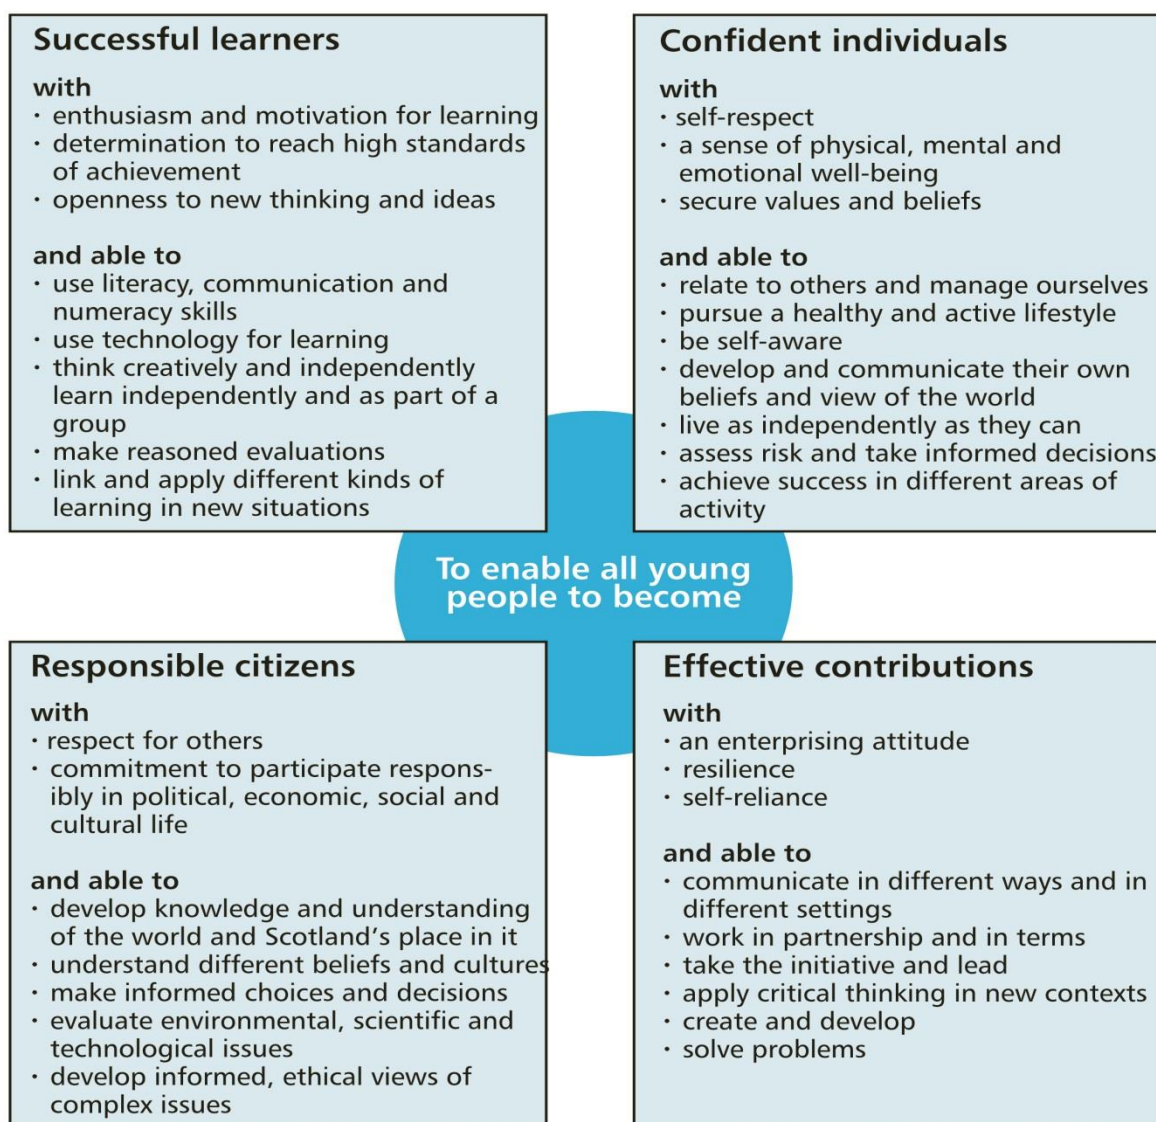 Successful learners
with
· enthusiasm and motivation for learning
· determination to reach high standards
of achievement
· openness to new thinking and ideas
and able to
· use literacy, communication and
numeracy skills
· use technology for learning
· think creatively and independently
learn independently and as part of a
group
· make reasoned evaluations
· link and apply different kinds of
learning in new situations
Confident individuals
with
· self-respect
· a sense of physical, mental and
emotional well-being
· secure values and beliefs
and able to
· relate to others and manage ourselves
· pursue a healthy and active lifestyle
· be self-aware
· develop and communicate their own
beliefs and view of the world
· live as independently as they can
· assess risk and take informed decisions
· achieve success in different areas of
activity
To enable all young
people to become
Responsible citizens
with
· respect for others
· commitment to participate respons-
ibly in political, economic, social and
cultural life
and able to
· develop knowledge and understanding
of the world and Scotland's place in it
· understand different beliefs and cultures
· make informed choices and decisions
· evaluate environmental, scientific and
technological issues
· develop informed, ethical views of
complex issues
Effective contributions
with
· an enterprising attitude
· resilience
· self-reliance
and able to
· communicate in different ways and in
different settings
· work in partnership and in terms
· take the initiative and lead
· apply critical thinking in new contexts
· create and develop
· solve problems